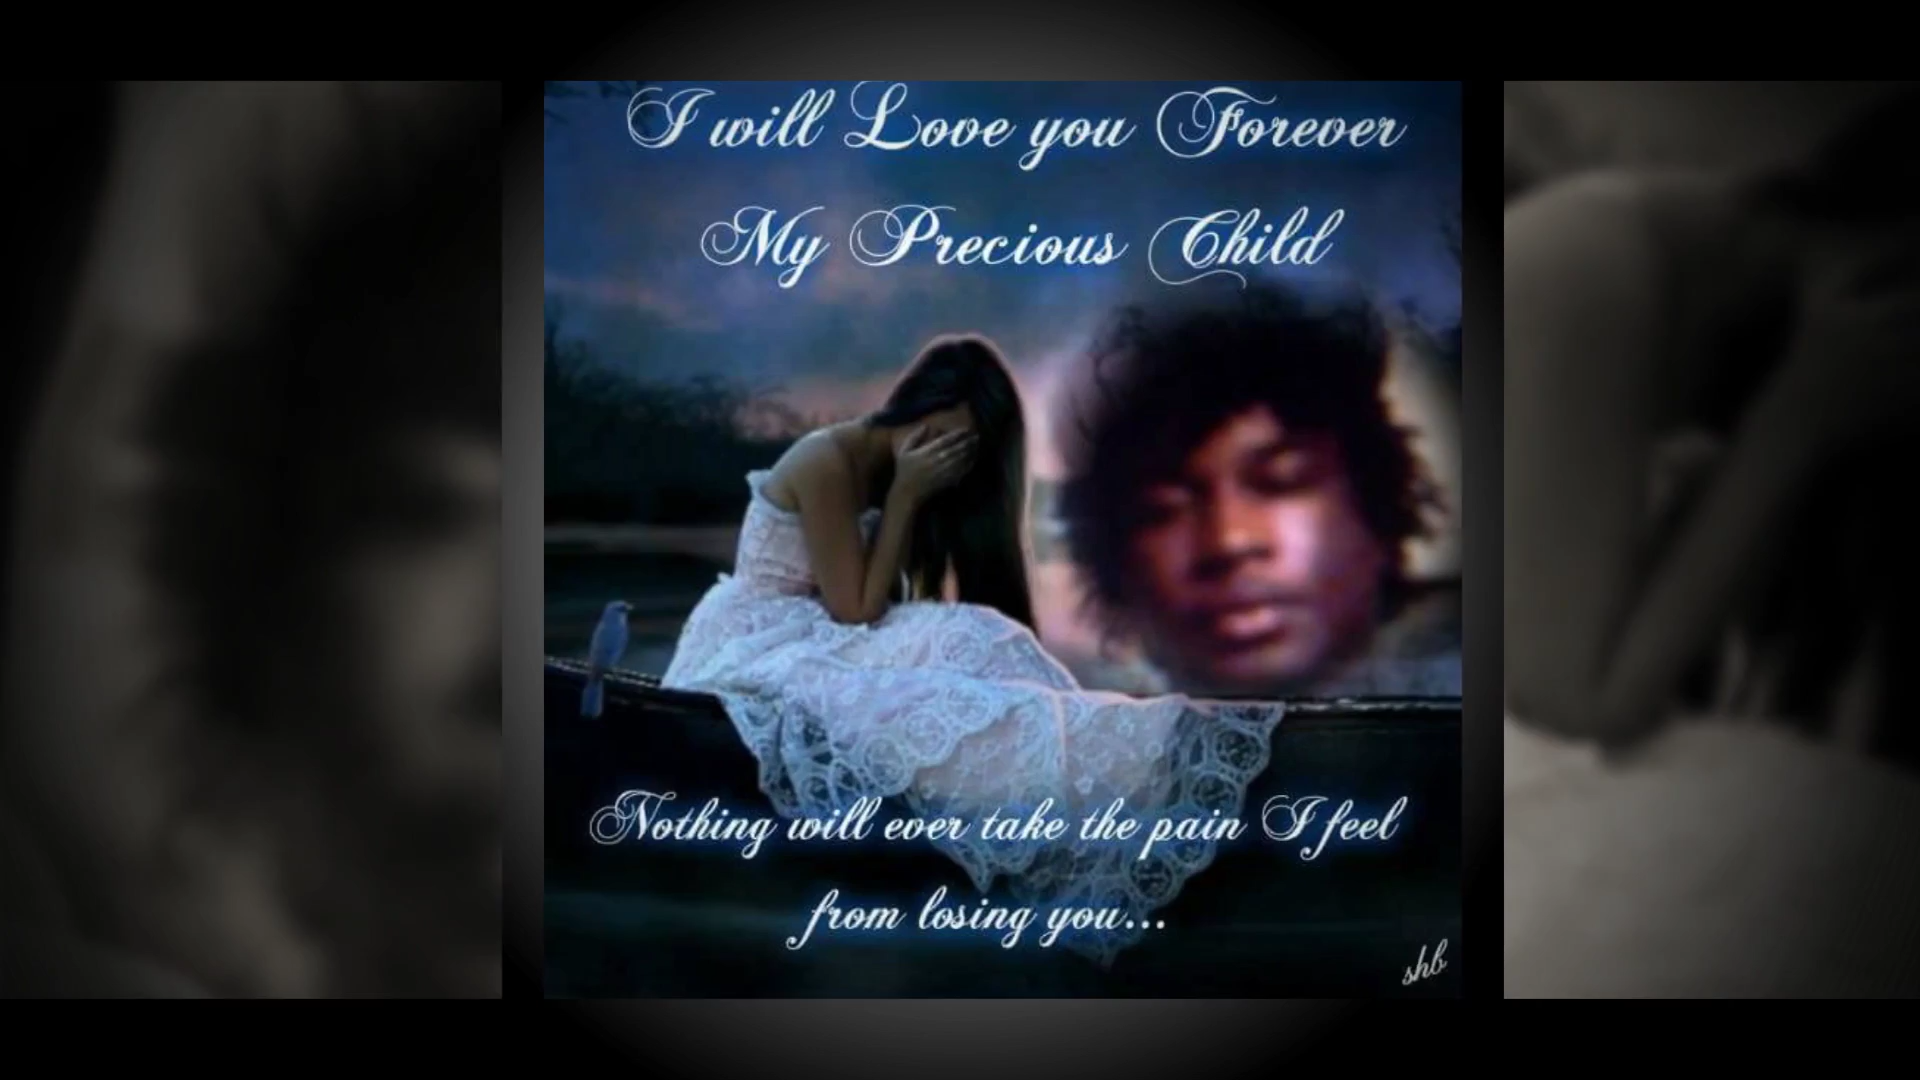 I will Love you Forever
My Precious Child
Nothing will ever take the pain I feel
from losing you...
shb